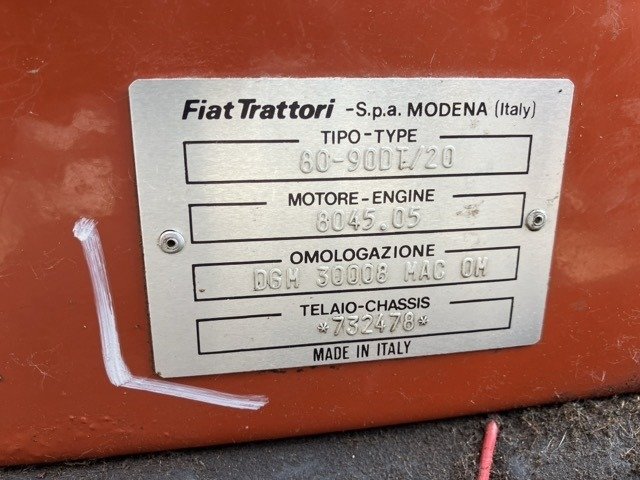 FiatTrattori -S.p.a. MODENA (Italy)
TIPO-TYPE
80-90DT/20
MOTORE-ENGINE
8045.05
OMOLOGAZIONE
DGM 30008 MAC OM
TELAIO-CHASSIS
*732478*
MADE IN ITALY